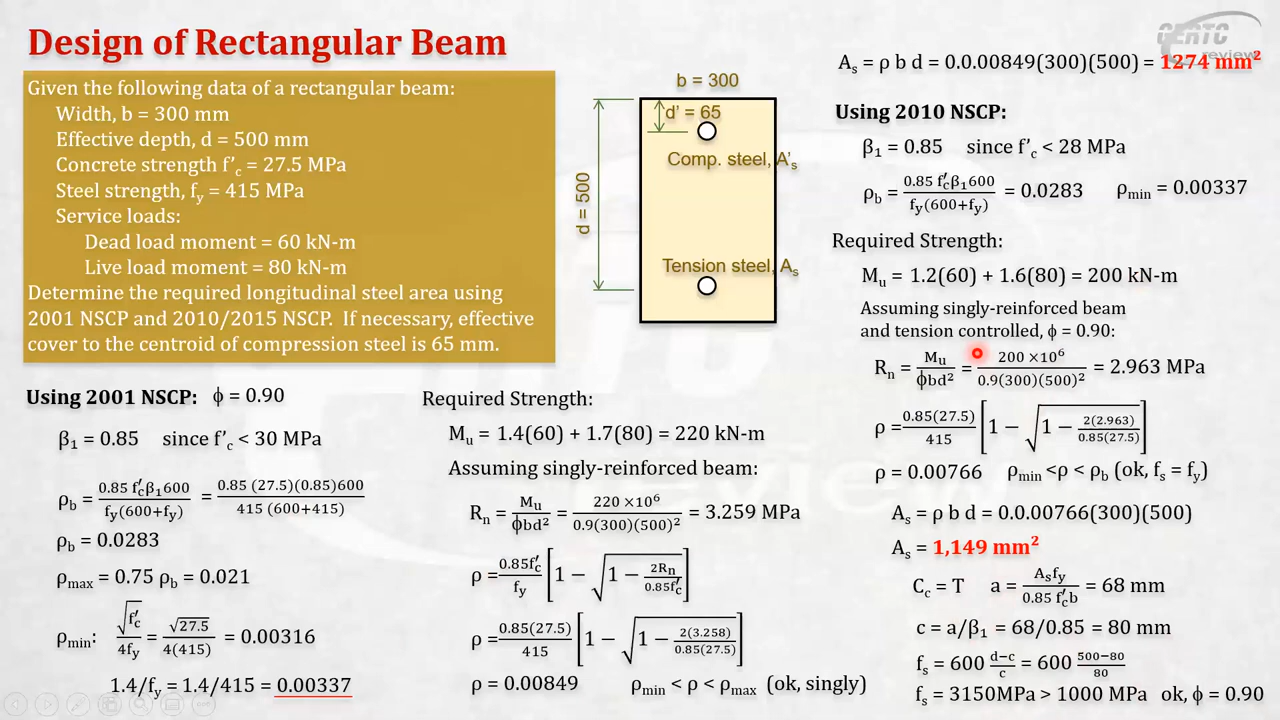 Design of Rectangular Beam
GERTC
review
Given the following data of a rectangular beam:
Width, b = 300 mm
Effective depth, d = 500 mm
Concrete strength f'c = 27.5 MPa
Steel strength, fy = 415 MPa
Service loads:
Dead load moment = 60 kN-m
Live load moment = 80 kN-m
Determine the required longitudinal steel area using
2001 NSCP and 2010/2015 NSCP. If necessary, effective
cover to the centroid of compression steel is 65 mm.
b = 300
d' = 65
Comp. steel, A's
d = 500
Tension steel, As
Using 2001 NSCP: ϕ = 0.90
β1 = 0.85 since f'c < 30 MPa
ρb = 0.85 f'c β1 600 / fy(600+fy) = 0.85 (27.5)(0.85)600 / 415 (600+415)
ρb = 0.0283
ρmax = 0.75 ρb = 0.021
ρmin: √f'c / 4fy = √27.5 / 4(415) = 0.00316
1.4/fy = 1.4/415 = 0.00337
Required Strength:
Mu = 1.4(60) + 1.7(80) = 220 kN-m
Assuming singly-reinforced beam:
Rn = Mu / ϕbd² = 220 ×10⁶ / 0.9(300)(500)² = 3.259 MPa
ρ = 0.85f'c / fy [1 − √(1 − 2Rn / 0.85f'c)]
ρ = 0.85(27.5) / 415 [1 − √(1 − 2(3.258) / 0.85(27.5))]
ρ = 0.00849 ρmin < ρ < ρmax (ok, singly)
As = ρ b d = 0.0.00849(300)(500) = 1274 mm²
Using 2010 NSCP:
β1 = 0.85 since f'c < 28 MPa
ρb = 0.85 f'c β1 600 / fy(600+fy) = 0.0283 ρmin = 0.00337
Required Strength:
Mu = 1.2(60) + 1.6(80) = 200 kN-m
Assuming singly-reinforced beam
and tension controlled, ϕ = 0.90:
Rn = Mu / ϕbd² = 200 ×10⁶ / 0.9(300)(500)² = 2.963 MPa
ρ = 0.85(27.5) / 415 [1 − √(1 − 2(2.963) / 0.85(27.5))]
ρ = 0.00766 ρmin <ρ < ρb (ok, fs = fy)
As = ρ b d = 0.0.00766(300)(500)
As = 1,149 mm²
Cc = T a = Asfy / 0.85 f'c b = 68 mm
c = a/β1 = 68/0.85 = 80 mm
fs = 600 d−c / c = 600 500−80 / 80
fs = 3150MPa > 1000 MPa ok, ϕ = 0.90